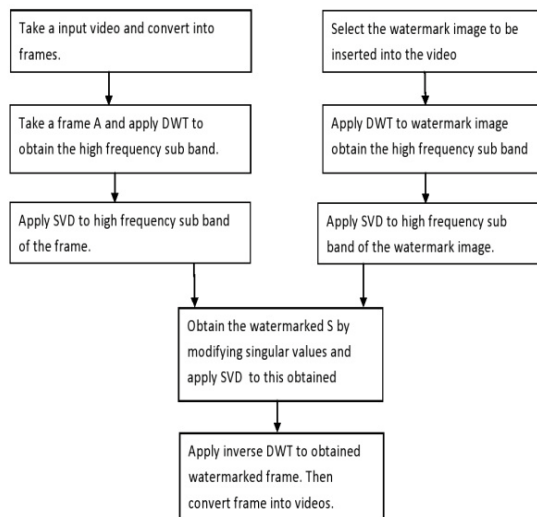 Take a input video and convert into
frames.
Select the watermark image to be
inserted into the video
Take a frame A and apply DWT to
obtain the high frequency sub band.
Apply DWT to watermark image
obtain the high frequency sub band
Apply SVD to high frequency sub band
of the frame.
Apply SVD to high frequency sub
band of the watermark image.
Obtain the watermarked S by
modifying singular values and
apply SVD to this obtained
Apply inverse DWT to obtained
watermarked frame. Then
convert frame into videos.